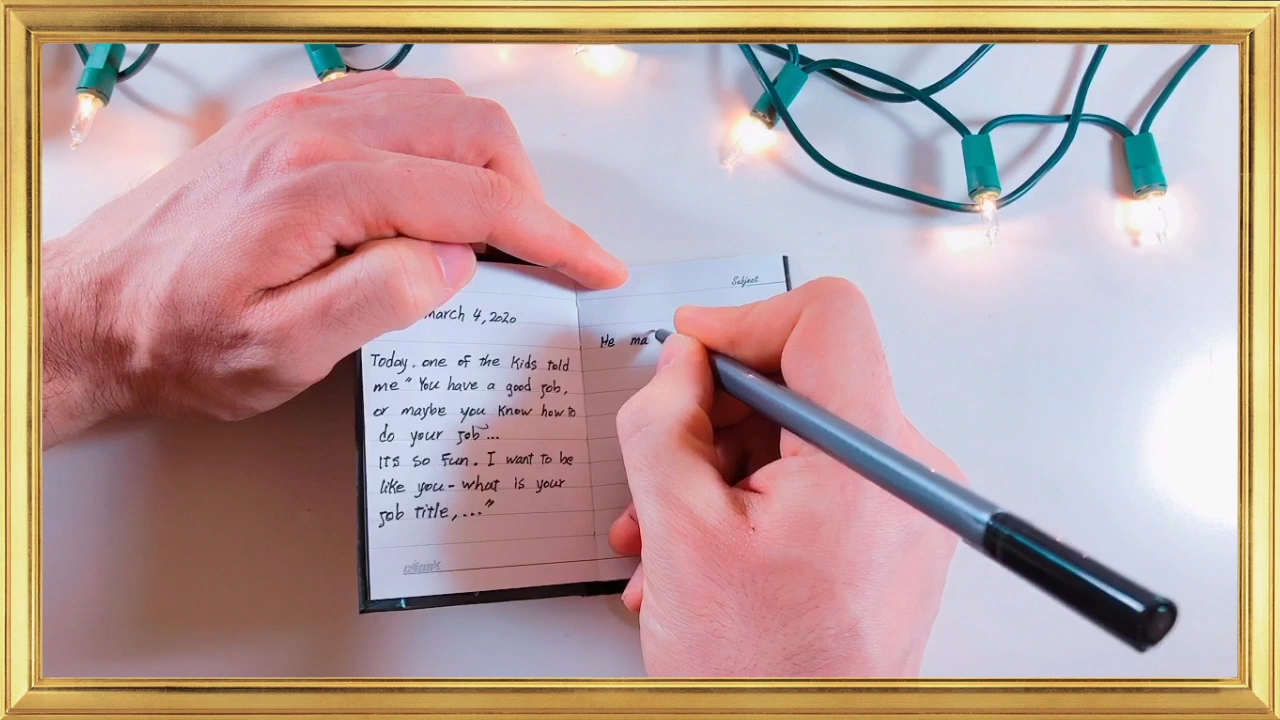 march 4, 2020
Today. one of the kids told
me " You have a good job,
or maybe you know how to
do your job"...
its so fun. I want to be
like you - what is your
job title, ..."
Subject
He ma